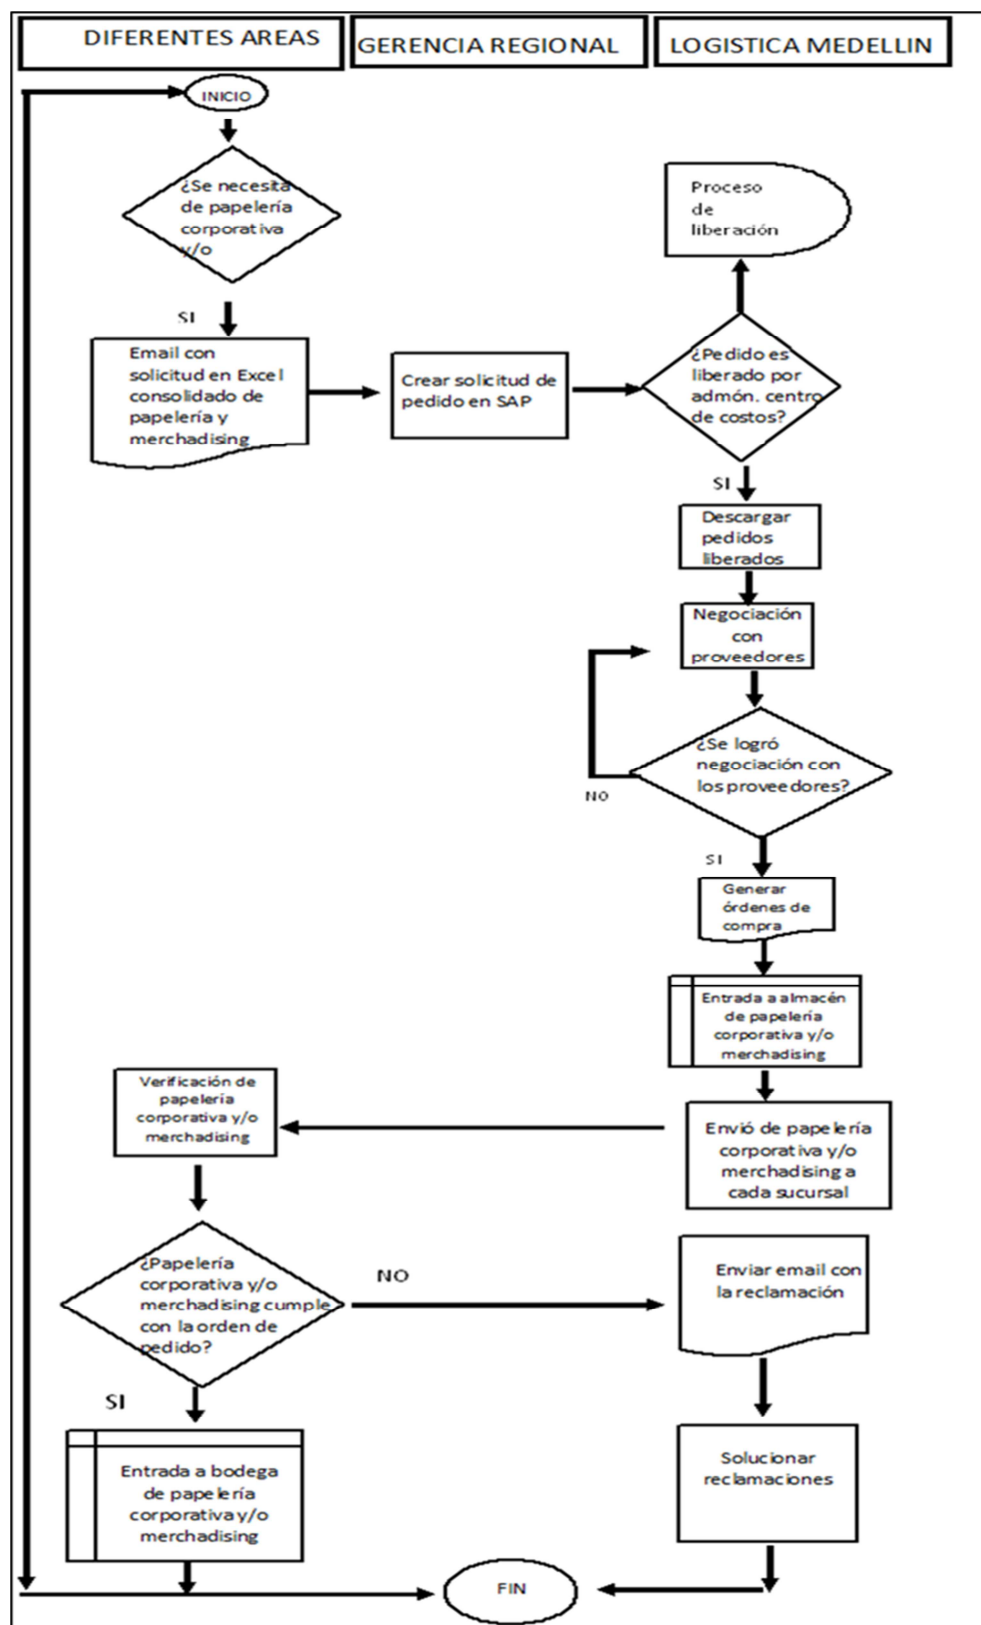 DIFERENTES AREAS
GERENCIA REGIONAL
LOGISTICA MEDELLIN
INICIO
¿Se necesita
de papelería
corporativa
y/o
SI
Email con
solicitud en Excel
consolidado de
papelería y
merchadising
Crear solicitud de
pedido en SAP
Proceso
de
liberación
¿Pedido es
liberado por
admón. centro
de costos?
SI
Descargar
pedidos
liberados
Negociación
con
proveedores
¿Se logró
negociación con
los proveedores?
NO
SI
Generar
órdenes de
compra
Entrada a almacén
de papelería
corporativa y/o
merchadising
Envió de papelería
corporativa y/o
merchadising a
cada sucursal
Verificación de
papelería
corporativa y/o
merchadising
¿Papelería
corporativa y/o
merchadising cumple
con la orden de
pedido?
NO
SI
Enviar email con
la reclamación
Solucionar
reclamaciones
Entrada a bodega
de papelería
corporativa y/o
merchadising
FIN